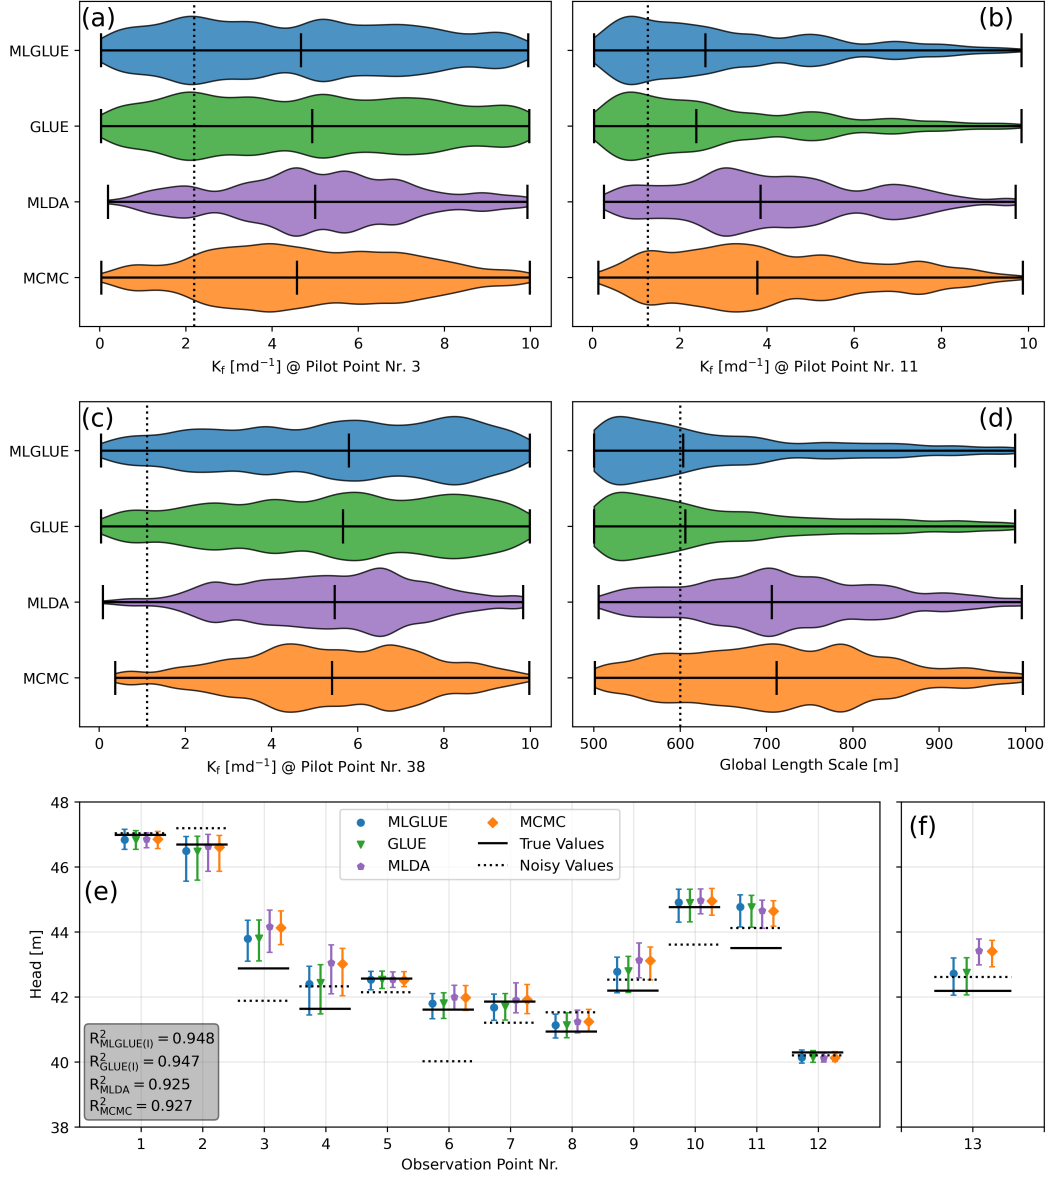 (a)
MLGLUE
GLUE
MLDA
MCMC
0 2 4 6 8 10
K_f [md⁻¹] @ Pilot Point Nr. 3
(b)
0 2 4 6 8 10
K_f [md⁻¹] @ Pilot Point Nr. 11
(c)
MLGLUE
GLUE
MLDA
MCMC
0 2 4 6 8 10
K_f [md⁻¹] @ Pilot Point Nr. 38
(d)
500 600 700 800 900 1000
Global Length Scale [m]
48
46
44
42
40
38
Head [m]
(e)
MLGLUE
GLUE
MLDA
MCMC
True Values
Noisy Values
R²_MLGLUE(l) = 0.948
R²_GLUE(l) = 0.947
R²_MLDA = 0.925
R²_MCMC = 0.927
1 2 3 4 5 6 7 8 9 10 11 12
Observation Point Nr.
(f)
13